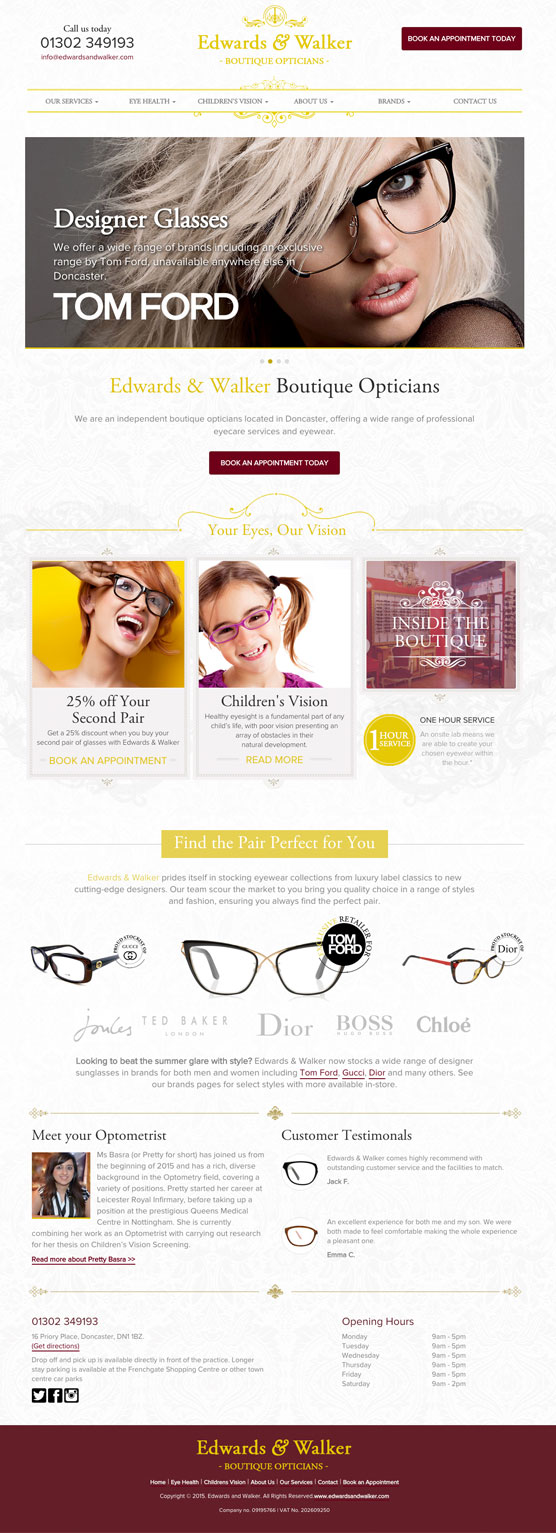 Call us today
01302 349193
info@edwardsandwalker.com
Edwards & Walker
- BOUTIQUE OPTICIANS -
BOOK AN APPOINTMENT TODAY
OUR SERVICES
EYE HEALTH
CHILDREN'S VISION
ABOUT US
BRANDS
CONTACT US
Designer Glasses
We offer a wide range of brands including an exclusive
range by Tom Ford, unavailable anywhere else in
Doncaster.
TOM FORD
Edwards & Walker Boutique Opticians
We are an independent boutique opticians located in Doncaster, offering a wide range of professional
eyecare services and eyewear.
BOOK AN APPOINTMENT TODAY
Your Eyes, Our Vision
25% off Your
Second Pair
Get a 25% discount when you buy your
second pair of glasses with Edwards & Walker
BOOK AN APPOINTMENT
Children's Vision
Healthy eyesight is a fundamental part of any
child's life, with poor vision presenting an
array of obstacles in their
natural development.
READ MORE
INSIDE THE
BOUTIQUE
1 HOUR
SERVICE
ONE HOUR SERVICE
An onsite lab means we
are able to create your
chosen eyewear within
the hour *
Find the Pair Perfect for You
Edwards & Walker prides itself in stocking eyewear collections from luxury label classics to new
cutting-edge designers. Our team scour the market to you bring you quality choice in a range of styles
and fashion, ensuring you always find the perfect pair.
PROUD STOCKIST OF
GUCCI
EXCLUSIVE RETAILER FOR
TOM
FORD
PROUD STOCKIST OF
Dior
Joules
TED BAKER
LONDON
Dior
BOSS
HUGO BOSS
Chloé
Looking to beat the summer glare with style? Edwards & Walker now stocks a wide range of designer
sunglasses in brands for both men and women including Tom Ford, Gucci, Dior and many others. See
our brands pages for select styles with more available in-store.
Meet your Optometrist
Ms Basra (or Pretty for short) has joined us from
the beginning of 2015 and has a rich, diverse
background in the Optometry field, covering a
variety of positions. Pretty started her career at
Leicester Royal Infirmary, before taking up a
position at the prestigious Queens Medical
Centre in Nottingham. She is currently
combining her work as an Optometrist with carrying out research
for her thesis on Children's Vision Screening.
Read more about Pretty Basra >>
Customer Testimonals
Edwards & Walker comes highly recommend with
outstanding customer service and the facilities to match.
Jack F.
An excellent experience for both me and my son. We were
both made to feel comfortable making the whole experience
a pleasant one.
Emma C.
01302 349193
16 Priory Place, Doncaster, DN1 1BZ.
(Get directions)
Drop off and pick up is available directly in front of the practice. Longer
stay parking is available at the Frenchgate Shopping Centre or other town
centre car parks
Opening Hours
Monday 9am - 5pm
Tuesday 9am - 5pm
Wednesday 9am - 5pm
Thursday 9am - 5pm
Friday 9am - 5pm
Saturday 9am - 2pm
Edwards & Walker
- BOUTIQUE OPTICIANS -
Home | Eye Health | Childrens Vision | About Us | Our Services | Contact | Book an Appointment
Copyright © 2015. Edwards and Walker. All Rights Reserved.www.edwardsandwalker.com
Company no. 09195766 | VAT No. 202609250